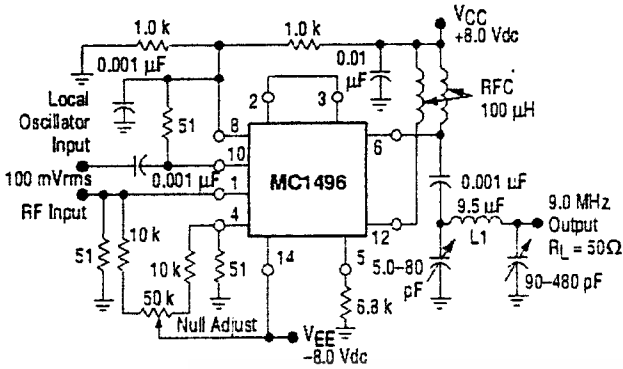 1.0 k
1.0 k
VCC
+8.0 Vdc
0.001 µF
0.01
µF
RFC
100 µH
Local
Oscillator
Input
51
2
3
8
6
10
100 mVrms
0.001 µF
MC1496
0.001 µF
RF Input
1
4
12
9.5 µF
L1
9.0 MHz
Output
RL = 50Ω
51
10 k
10 k
51
14
5
5.0–80
pF
90–480 pF
50 k
6.8 k
Null Adjust
VEE
–8.0 Vdc